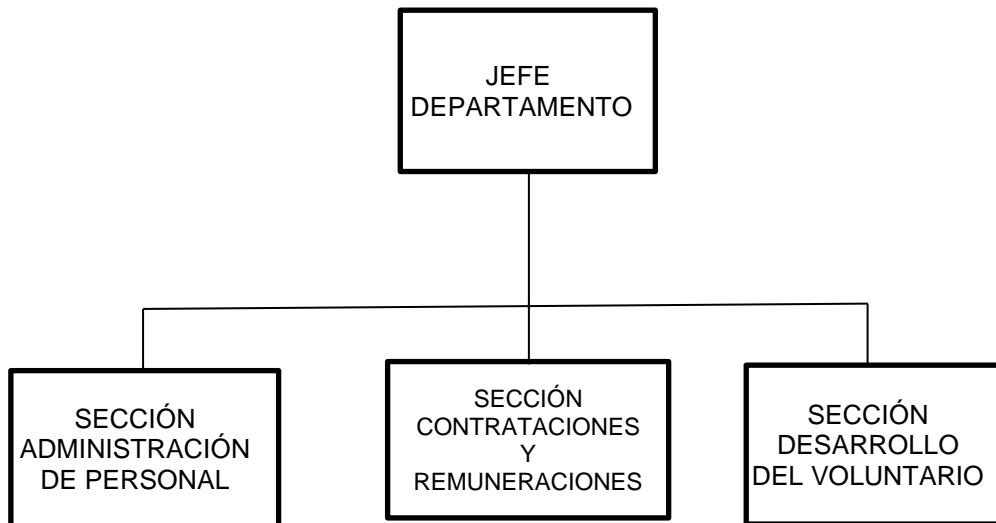 JEFE
DEPARTAMENTO
SECCIÓN
ADMINISTRACIÓN
DE PERSONAL
SECCIÓN
CONTRATACIONES
Y
REMUNERACIONES
SECCIÓN
DESARROLLO
DEL VOLUNTARIO